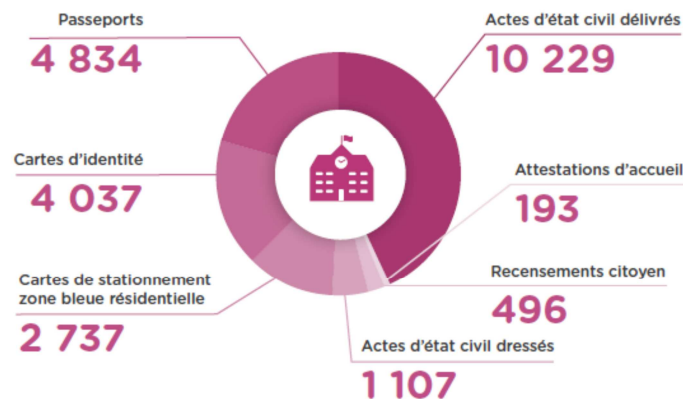 Passeports
4 834
Actes d'état civil délivrés
10 229
Cartes d'identité
4 037
Attestations d'accueil
193
Cartes de stationnement
zone bleue résidentielle
2 737
Recensements citoyen
496
Actes d'état civil dressés
1 107